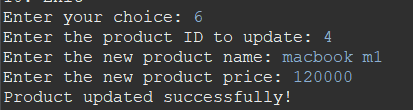 Enter your choice: 6
Enter the product ID to update: 4
Enter the new product name: macbook m1
Enter the new product price: 120000
Product updated successfully!